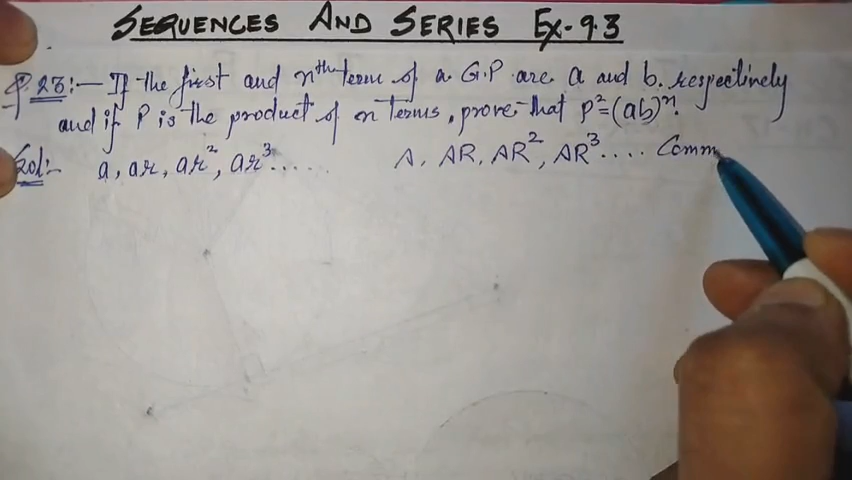 SEQUENCES AND SERIES EX-9.3
Q 23:- If the first and nth term of a G.P are a and b. respectively
and if P is the product of n terms, prove that P²=(ab)ⁿ.
Sol:- a, ar, ar², ar³...... A, AR, AR², AR³.... Comm